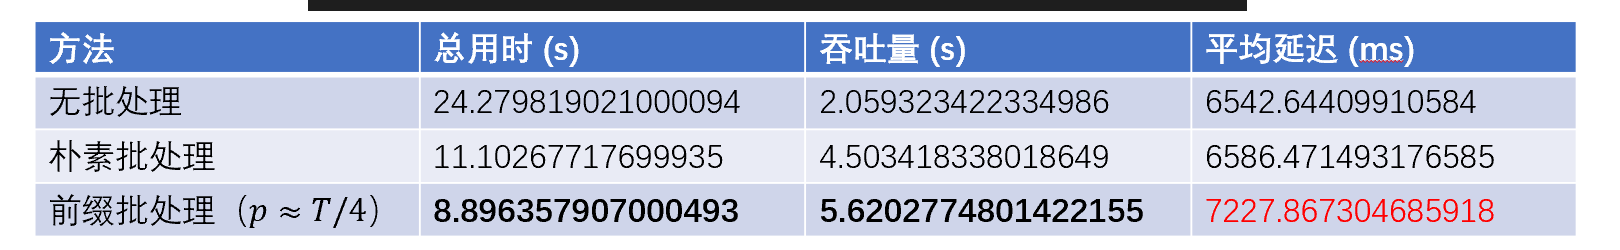 方法 总用时 (s) 吞吐量 (s) 平均延迟 (ms)
无批处理 24.279819021000094 2.059323422334986 6542.64409910584
朴素批处理 11.10267717699935 4.503418338018649 6586.471493176585
前缀批处理（p ≈ T/4） 8.896357907000493 5.6202774801422155 7227.867304685918